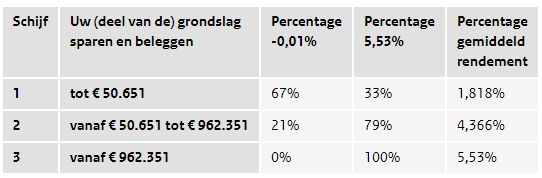 Schijf Uw (deel van de) grondslag sparen en beleggen Percentage -0,01% Percentage 5,53% Percentage gemiddeld rendement
1 tot € 50.651 67% 33% 1,818%
2 vanaf € 50.651 tot € 962.351 21% 79% 4,366%
3 vanaf € 962.351 0% 100% 5,53%